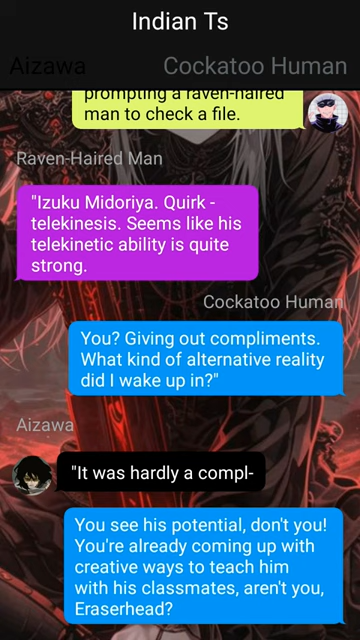 Indian Ts
Aizawa
Cockatoo Human
prompting a raven-haired
man to check a file.
Raven-Haired Man
"Izuku Midoriya. Quirk -
telekinesis. Seems like his
telekinetic ability is quite
strong.
Cockatoo Human
You? Giving out compliments.
What kind of alternative reality
did I wake up in?"
Aizawa
"It was hardly a compl-
You see his potential, don't you!
You're already coming up with
creative ways to teach him
with his classmates, aren't you,
Eraserhead?